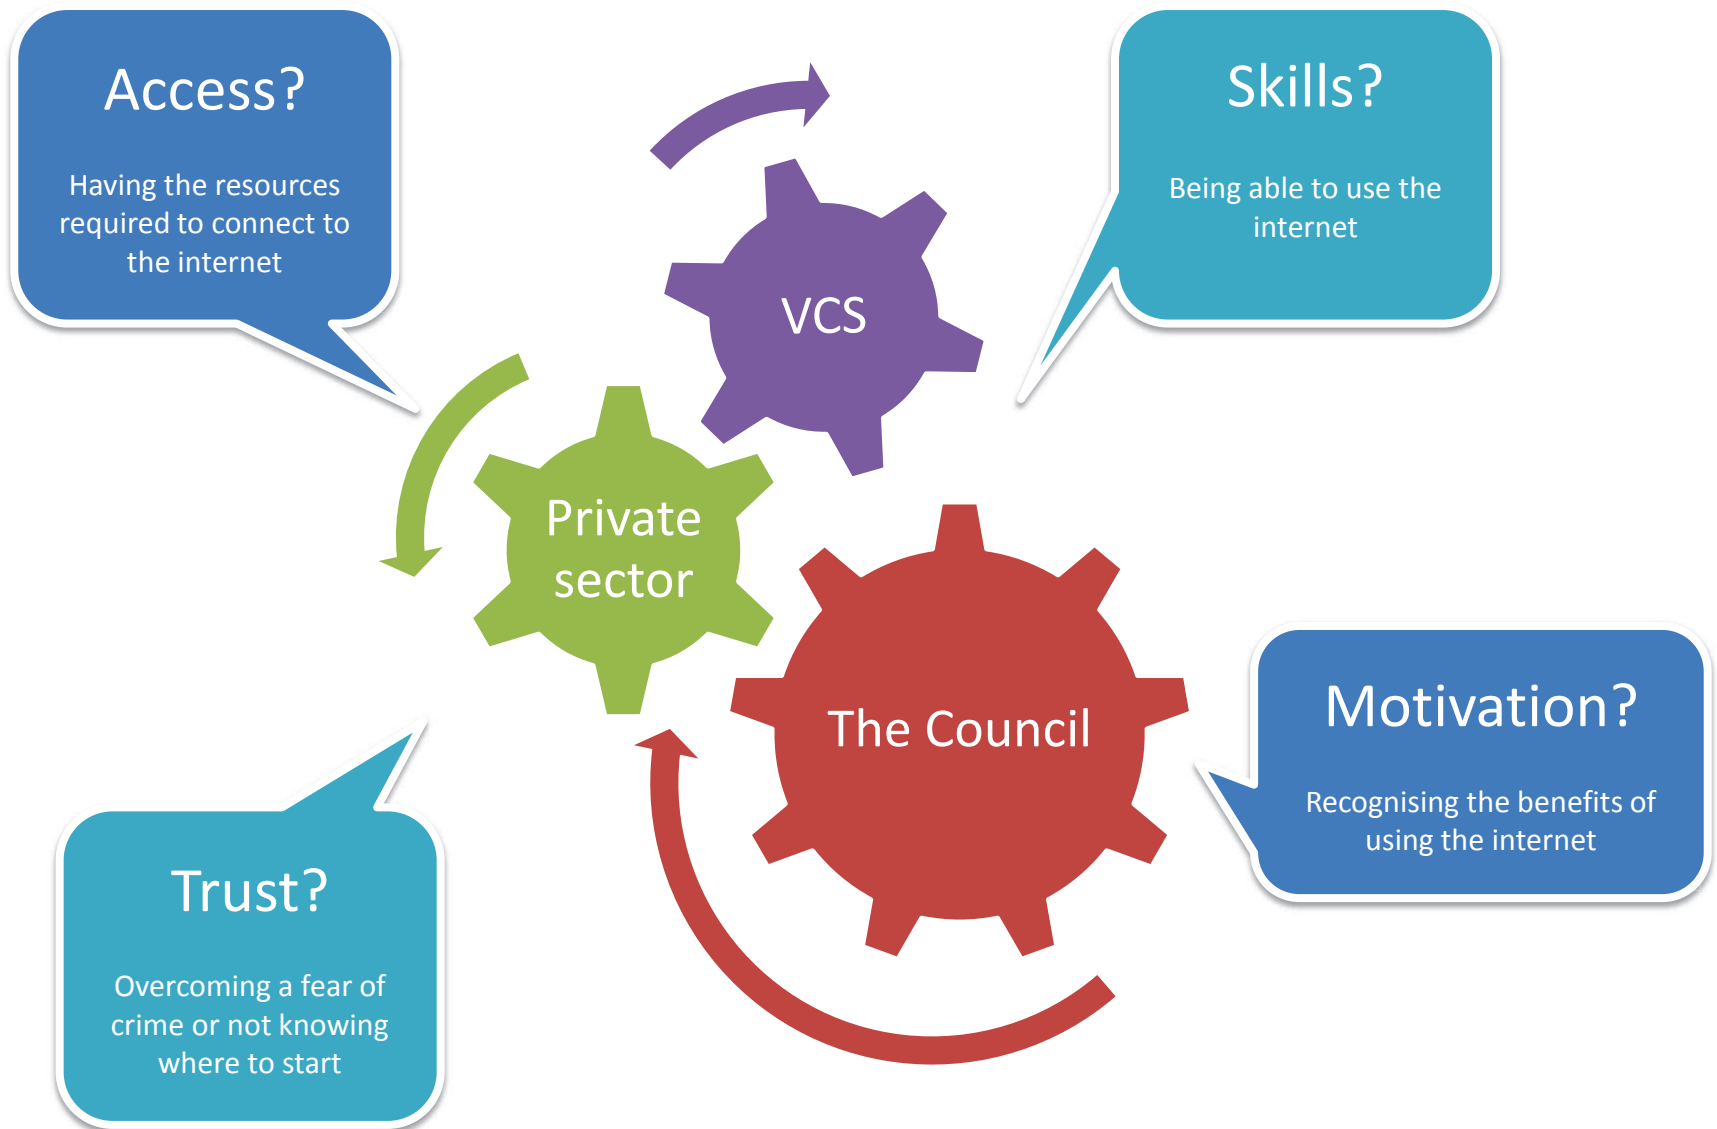 Access?
Having the resources
required to connect to
the internet
Skills?
Being able to use the
internet
VCS
Private
sector
The Council
Motivation?
Recognising the benefits of
using the internet
Trust?
Overcoming a fear of
crime or not knowing
where to start